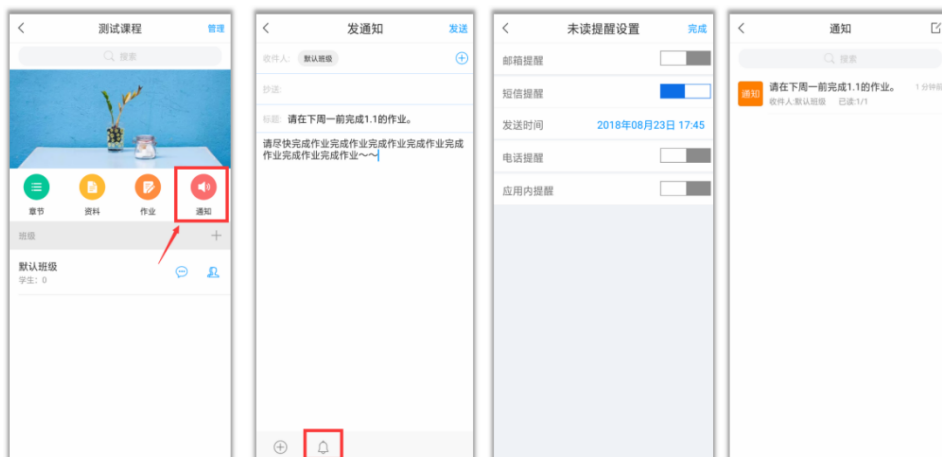 测试课程
管理
搜索
章节
资料
作业
通知
班级
默认班级
学生：0
发通知
发送
收件人:
默认班级
抄送:
标题:
请在下周一前完成1.1的作业。
请尽快完成作业完成作业完成作业完成作业完成
作业完成作业完成作业～～
未读提醒设置
完成
邮箱提醒
短信提醒
发送时间
2018年08月23日 17:45
电话提醒
应用内提醒
通知
搜索
通知
请在下周一前完成1.1的作业。
1 分钟前
收件人:默认班级 已读:1/1